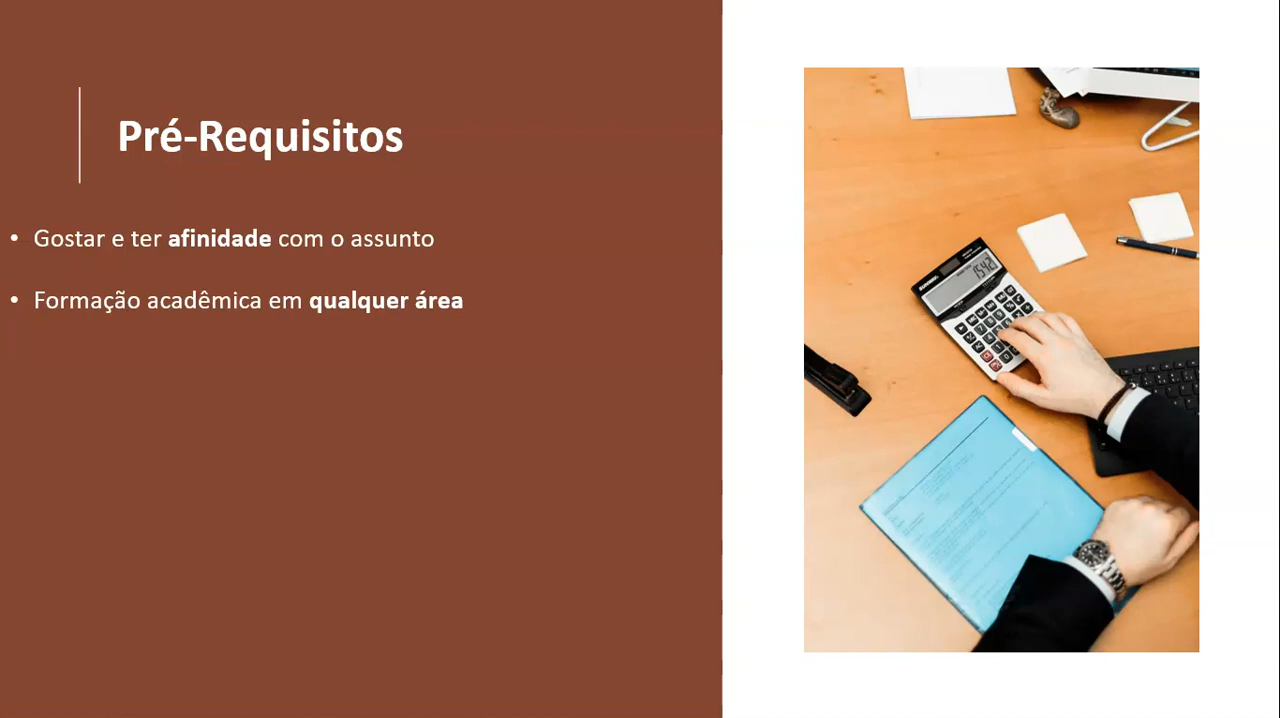 Pré-Requisitos
• Gostar e ter afinidade com o assunto
• Formação acadêmica em qualquer área